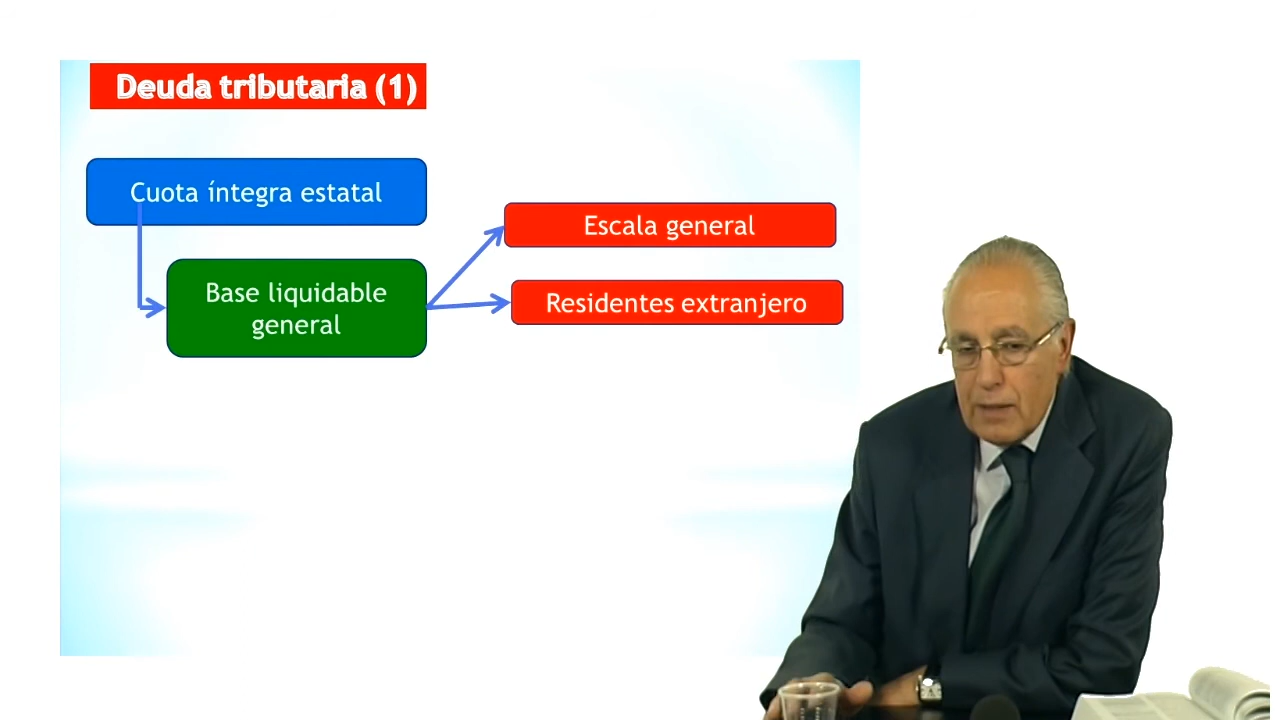 Deuda tributaria (1)
Cuota íntegra estatal
Escala general
Base liquidable
general
Residentes extranjero